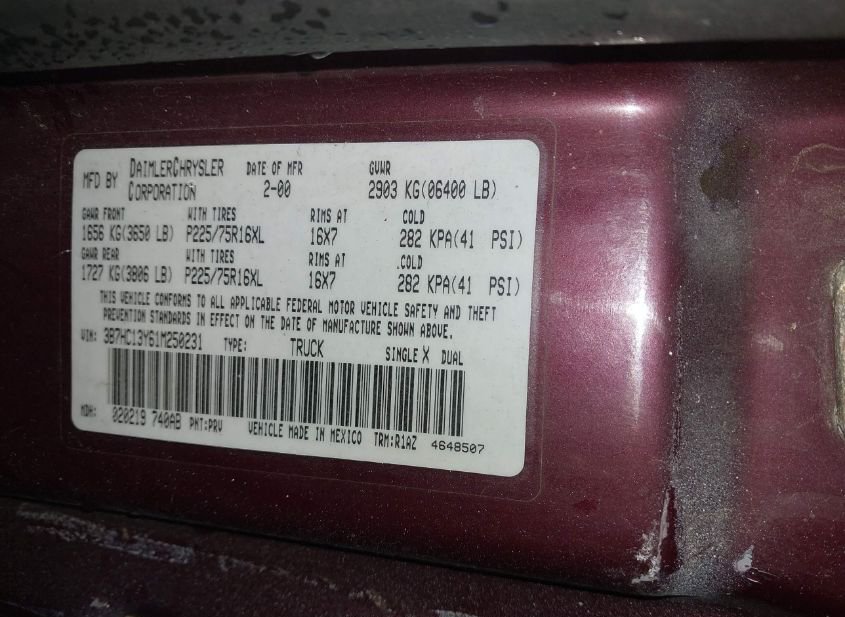 MFD BY DAIMLERCHRYSLER CORPORATION DATE OF MFR 2-00 GVWR 2903 KG(06400 LB)
GAWR FRONT WITH TIRES RIMS AT COLD
1656 KG(3650 LB) P225/75R16XL 16X7 282 KPA(41 PSI)
GAWR REAR WITH TIRES RIMS AT .COLD
1727 KG(3806 LB) P225/75R16XL 16X7 282 KPA(41 PSI)
THIS VEHICLE CONFORMS TO ALL APPLICABLE FEDERAL MOTOR VEHICLE SAFETY AND THEFT
PREVENTION STANDARDS IN EFFECT ON THE DATE OF MANUFACTURE SHOWN ABOVE.
VIN: 3B7HC13Y61M250231 TYPE: TRUCK SINGLE X DUAL
MDH: 020219 740AB PNT:PRV VEHICLE MADE IN MEXICO TRM:R1AZ 4648507